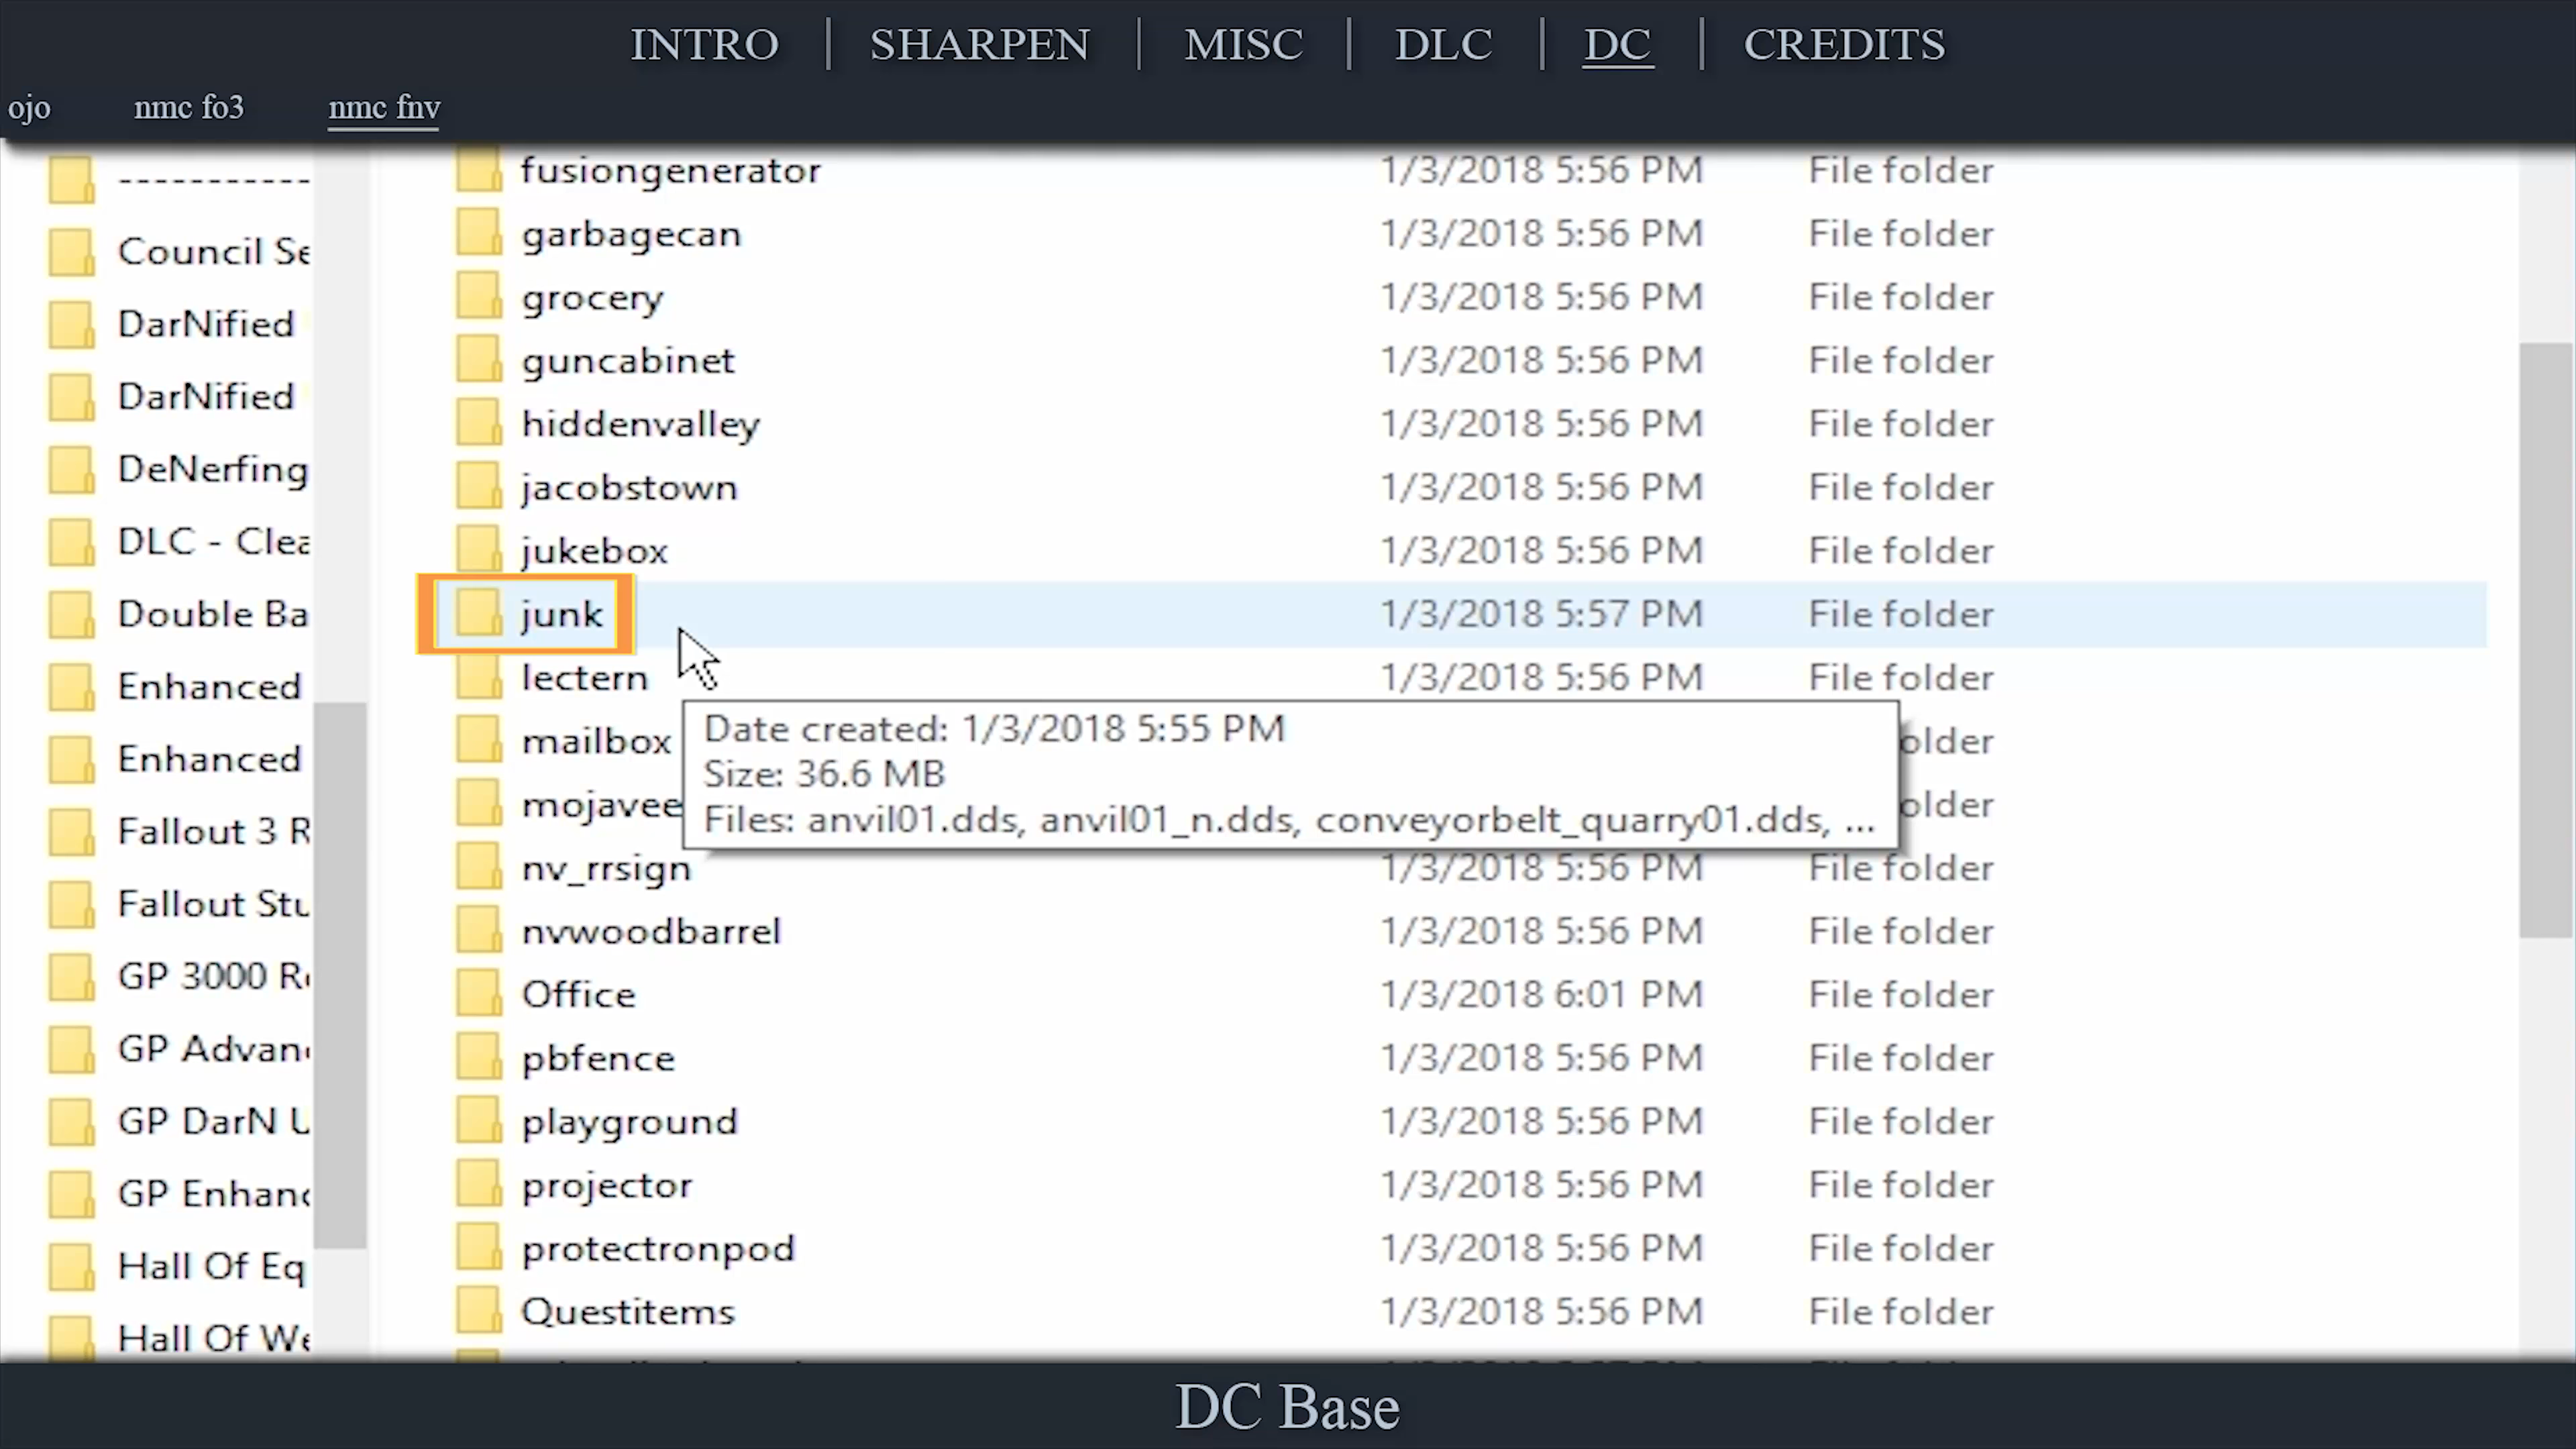 INTRO SHARPEN MISC DLC DC CREDITS
ojo nmc fo3 nmc fnv
------------
Council Se
DarNified
DarNified
DeNerfing
DLC - Clea
Double Ba
Enhanced
Enhanced
Fallout 3 R
Fallout Stu
GP 3000 Re
GP Advan
GP DarN U
GP Enhanc
Hall Of Eq
Hall Of We
fusiongenerator 1/3/2018 5:56 PM File folder
garbagecan 1/3/2018 5:56 PM File folder
grocery 1/3/2018 5:56 PM File folder
guncabinet 1/3/2018 5:56 PM File folder
hiddenvalley 1/3/2018 5:56 PM File folder
jacobstown 1/3/2018 5:56 PM File folder
jukebox 1/3/2018 5:56 PM File folder
junk 1/3/2018 5:57 PM File folder
lectern 1/3/2018 5:56 PM File folder
mailbox older
mojavee older
Date created: 1/3/2018 5:55 PM
Size: 36.6 MB
Files: anvil01.dds, anvil01_n.dds, conveyorbelt_quarry01.dds, ...
nv_rrsign 1/3/2018 5:56 PM File folder
nvwoodbarrel 1/3/2018 5:56 PM File folder
Office 1/3/2018 6:01 PM File folder
pbfence 1/3/2018 5:56 PM File folder
playground 1/3/2018 5:56 PM File folder
projector 1/3/2018 5:56 PM File folder
protectronpod 1/3/2018 5:56 PM File folder
Questitems 1/3/2018 5:56 PM File folder
DC Base